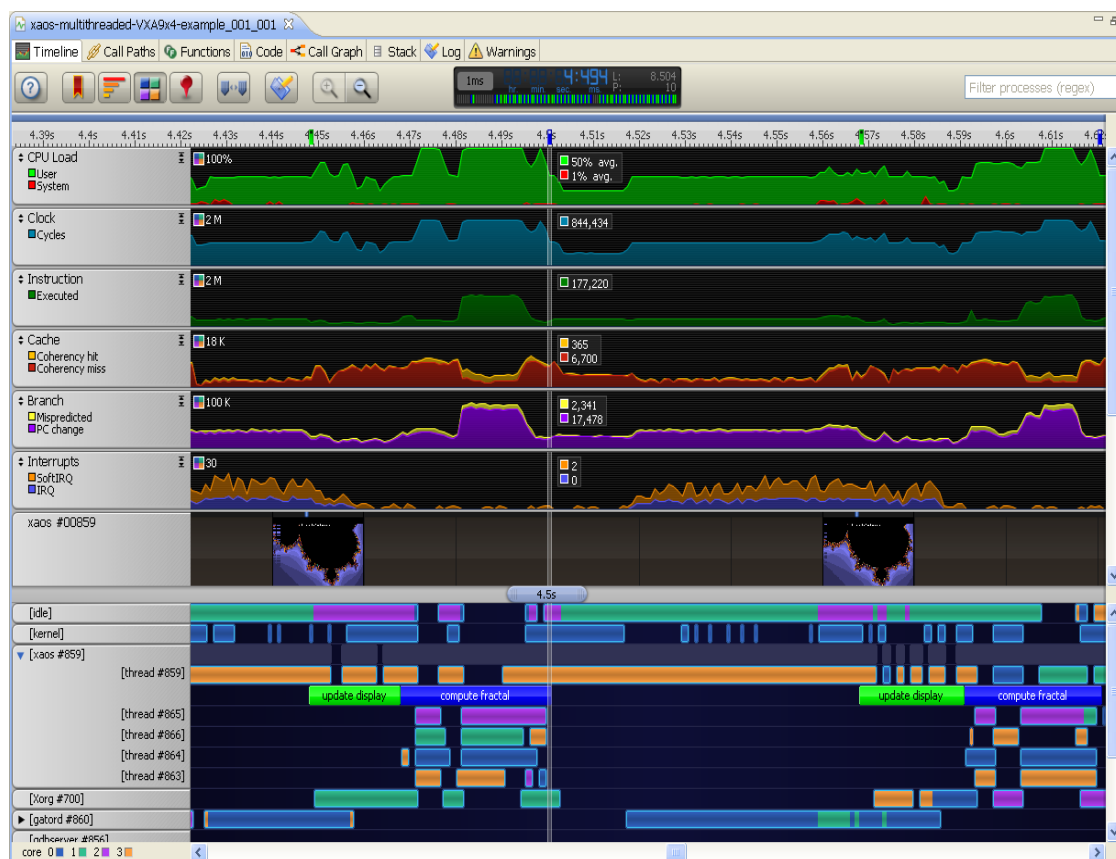 xaos-multithreaded-VXA9x4-example_001_001
Timeline Call Paths Functions Code Call Graph Stack Log Warnings
1ms 4:494 L: 8.504
hr min. sec. ms. P: 10
Filter processes (regex)
4.39s 4.4s 4.41s 4.42s 4.43s 4.44s 4.45s 4.46s 4.47s 4.48s 4.49s 4.5s 4.51s 4.52s 4.53s 4.54s 4.55s 4.56s 4.57s 4.58s 4.59s 4.6s 4.61s
CPU Load 100% 50% avg.
User 1% avg.
System
Clock 2 M 844,434
Cycles
Instruction 2 M 177,220
Executed
Cache 18 K 365
Coherency hit 6,700
Coherency miss
Branch 100 K 2,341
Mispredicted 17,478
PC change
Interrupts 30 2
SoftIRQ 0
IRQ
xaos #00859
4.5s
[idle]
[kernel]
[xaos #859]
[thread #859]
update display compute fractal update display compute fractal
[thread #865]
[thread #866]
[thread #864]
[thread #863]
[Xorg #700]
[gatord #860]
[gdbserver #856]
core 0 1 2 3